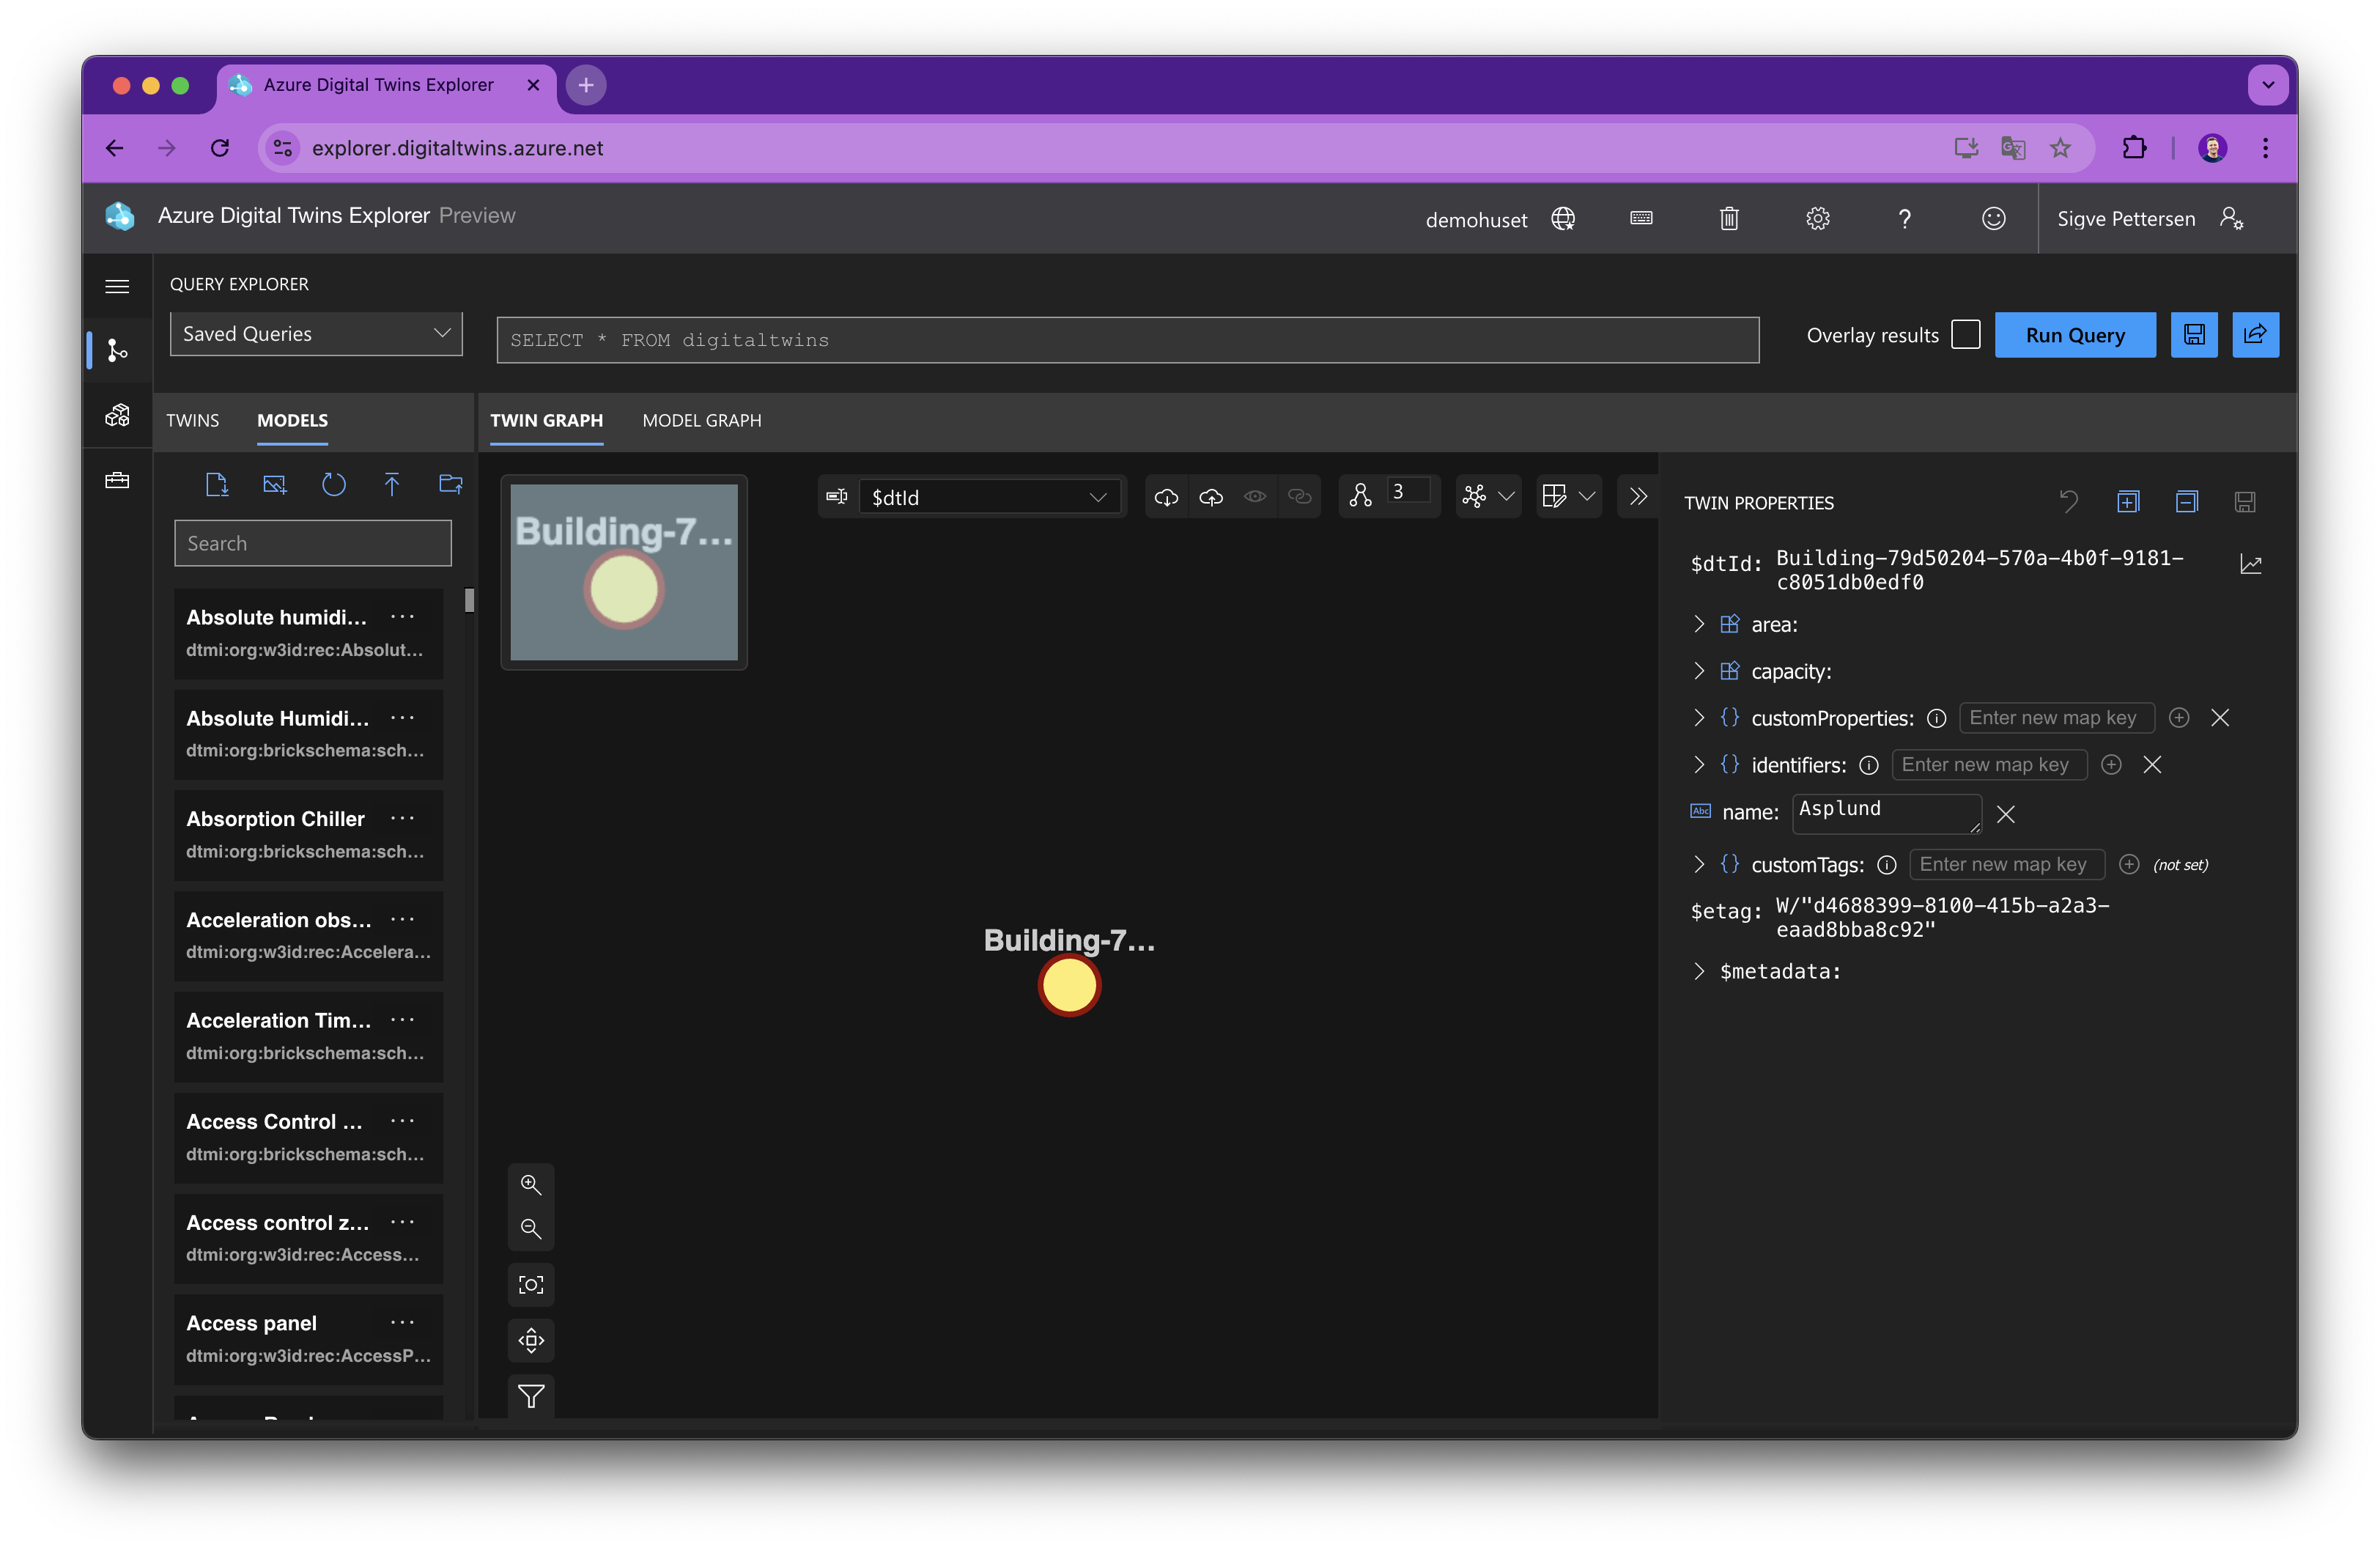 Azure Digital Twins Explorer
explorer.digitaltwins.azure.net
Azure Digital Twins Explorer Preview
demohuset
?
Sigve Pettersen
QUERY EXPLORER
Saved Queries
SELECT * FROM digitaltwins
Overlay results
Run Query
TWINS
MODELS
TWIN GRAPH
MODEL GRAPH
Search
Absolute humidi...
dtmi:org:w3id:rec:Absolut...
Absolute Humidi...
dtmi:org:brickschema:sch...
Absorption Chiller
dtmi:org:brickschema:sch...
Acceleration obs...
dtmi:org:w3id:rec:Accelera...
Acceleration Tim...
dtmi:org:brickschema:sch...
Access Control ...
dtmi:org:brickschema:sch...
Access control z...
dtmi:org:w3id:rec:Access...
Access panel
dtmi:org:w3id:rec:AccessP...
Building-7...
$dtId
3
Building-7...
TWIN PROPERTIES
$dtId: Building-79d50204-570a-4b0f-9181-
c8051db0edf0
area:
capacity:
customProperties: Enter new map key
identifiers: Enter new map key
Abc name: Asplund
customTags: Enter new map key (not set)
$etag: W/"d4688399-8100-415b-a2a3-
eaad8bba8c92"
$metadata: